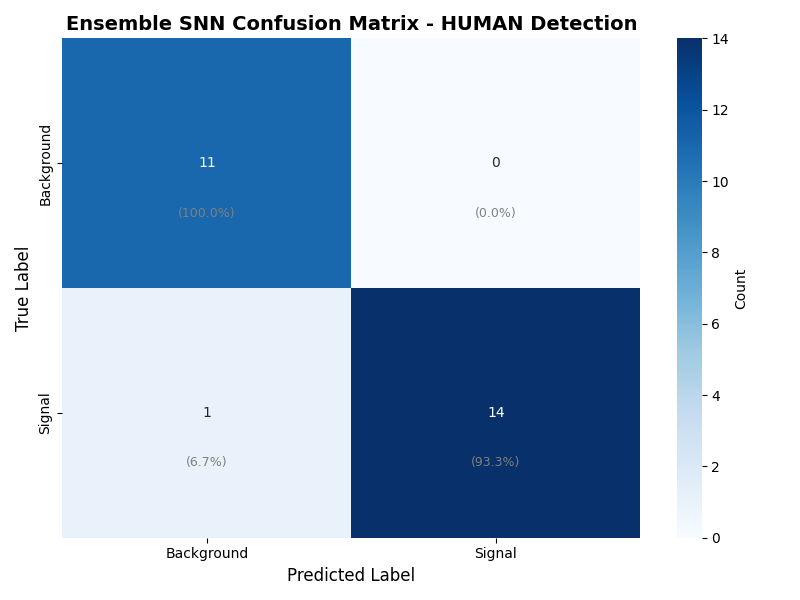 Ensemble SNN Confusion Matrix - HUMAN Detection
True Label
Background
Signal
11
(100.0%)
0
(0.0%)
1
(6.7%)
14
(93.3%)
Background
Signal
Predicted Label
14
12
10
8
6
4
2
0
Count